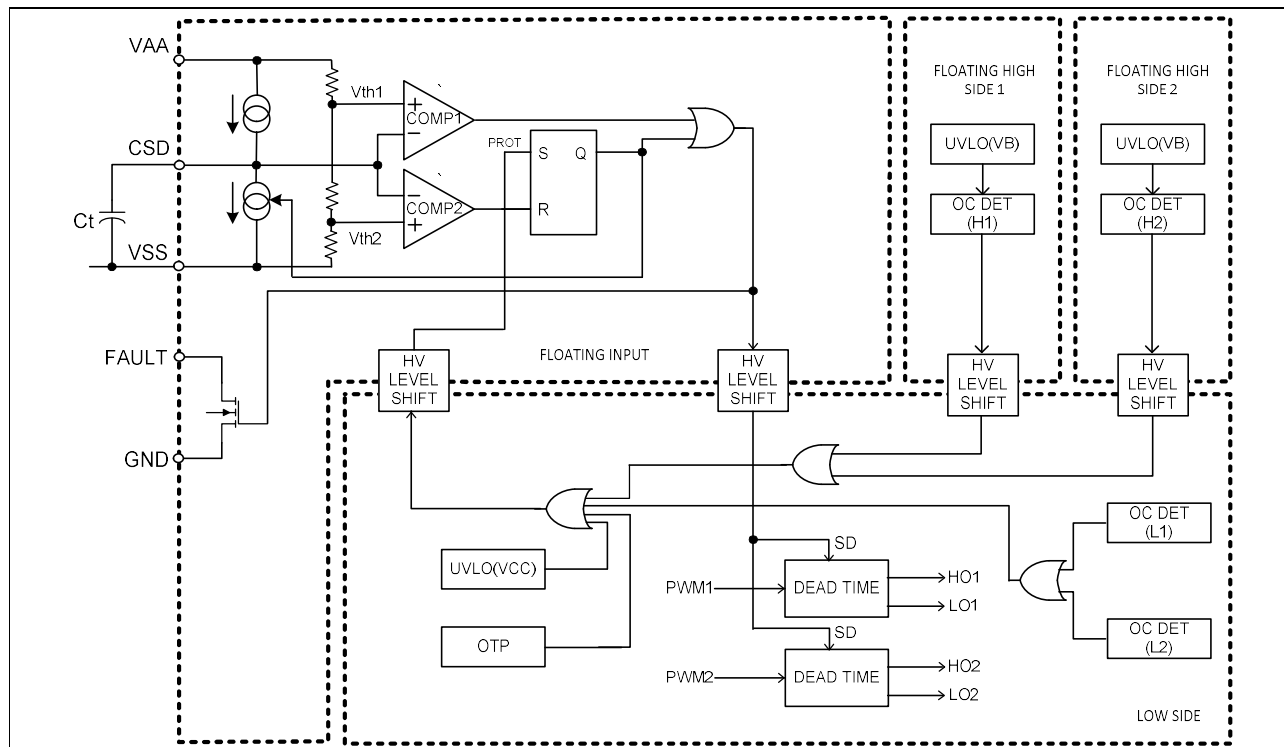 VAA
CSD
Ct
VSS
FAULT
GND
Vth1
+
COMP1
−
PROT
S
Q
R
−
COMP2
+
Vth2
FLOATING INPUT
HV
LEVEL
SHIFT
HV
LEVEL
SHIFT
FLOATING HIGH
SIDE 1
UVLO(VB)
OC DET
(H1)
HV
LEVEL
SHIFT
FLOATING HIGH
SIDE 2
UVLO(VB)
OC DET
(H2)
HV
LEVEL
SHIFT
UVLO(VCC)
OTP
SD
PWM1
DEAD TIME
HO1
LO1
SD
PWM2
DEAD TIME
HO2
LO2
OC DET
(L1)
OC DET
(L2)
LOW SIDE